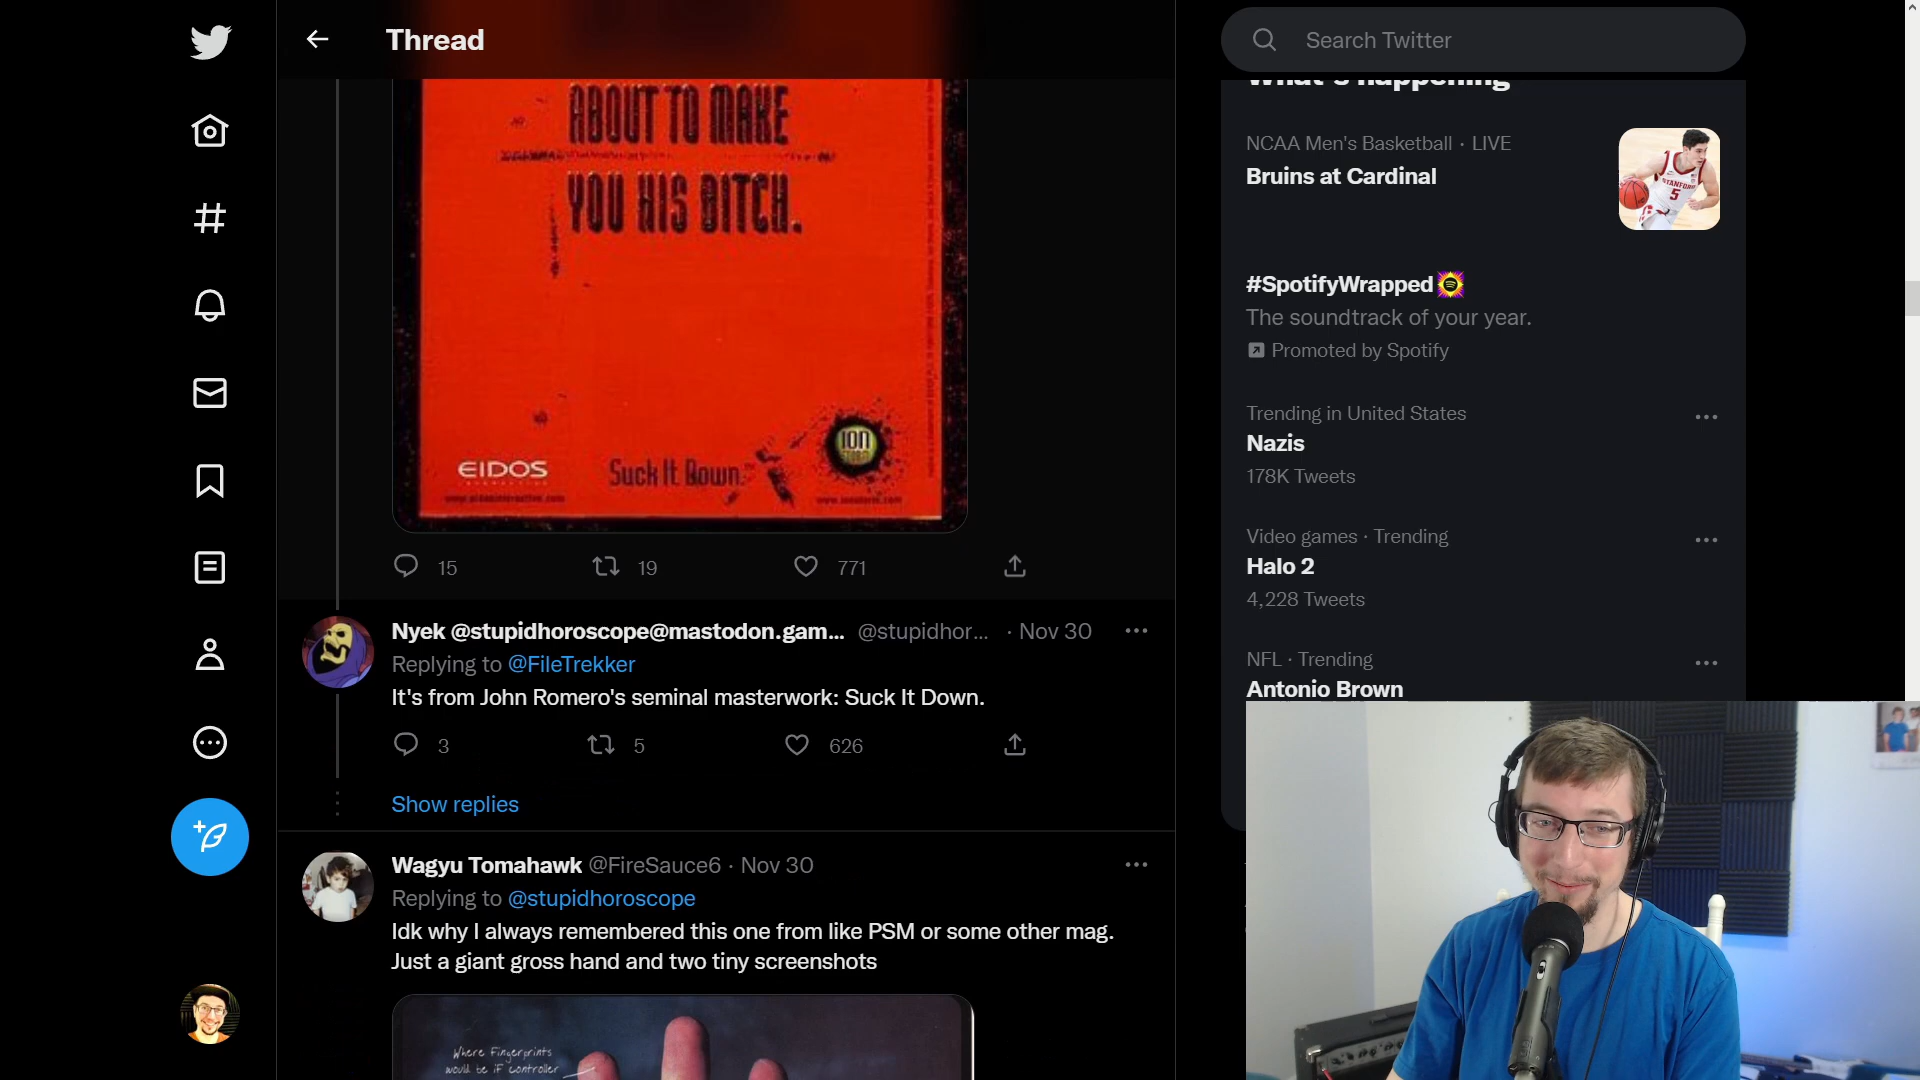 Thread
Search Twitter
What's happening
ABOUT TO MAKE
YOU HIS BITCH.
EIDOS
Suck It Down.
ION
15
19
771
Nyek @stupidhoroscope@mastodon.gam... @stupidhor... · Nov 30
Replying to @FileTrekker
It's from John Romero's seminal masterwork: Suck It Down.
3
5
626
Show replies
Wagyu Tomahawk @FireSauce6 · Nov 30
Replying to @stupidhoroscope
Idk why I always remembered this one from like PSM or some other mag.
Just a giant gross hand and two tiny screenshots
Where Fingerprints
would be if controller
NCAA Men's Basketball · LIVE
Bruins at Cardinal
STANFORD
5
#SpotifyWrapped
The soundtrack of your year.
Promoted by Spotify
Trending in United States
Nazis
178K Tweets
Video games · Trending
Halo 2
4,228 Tweets
NFL · Trending
Antonio Brown